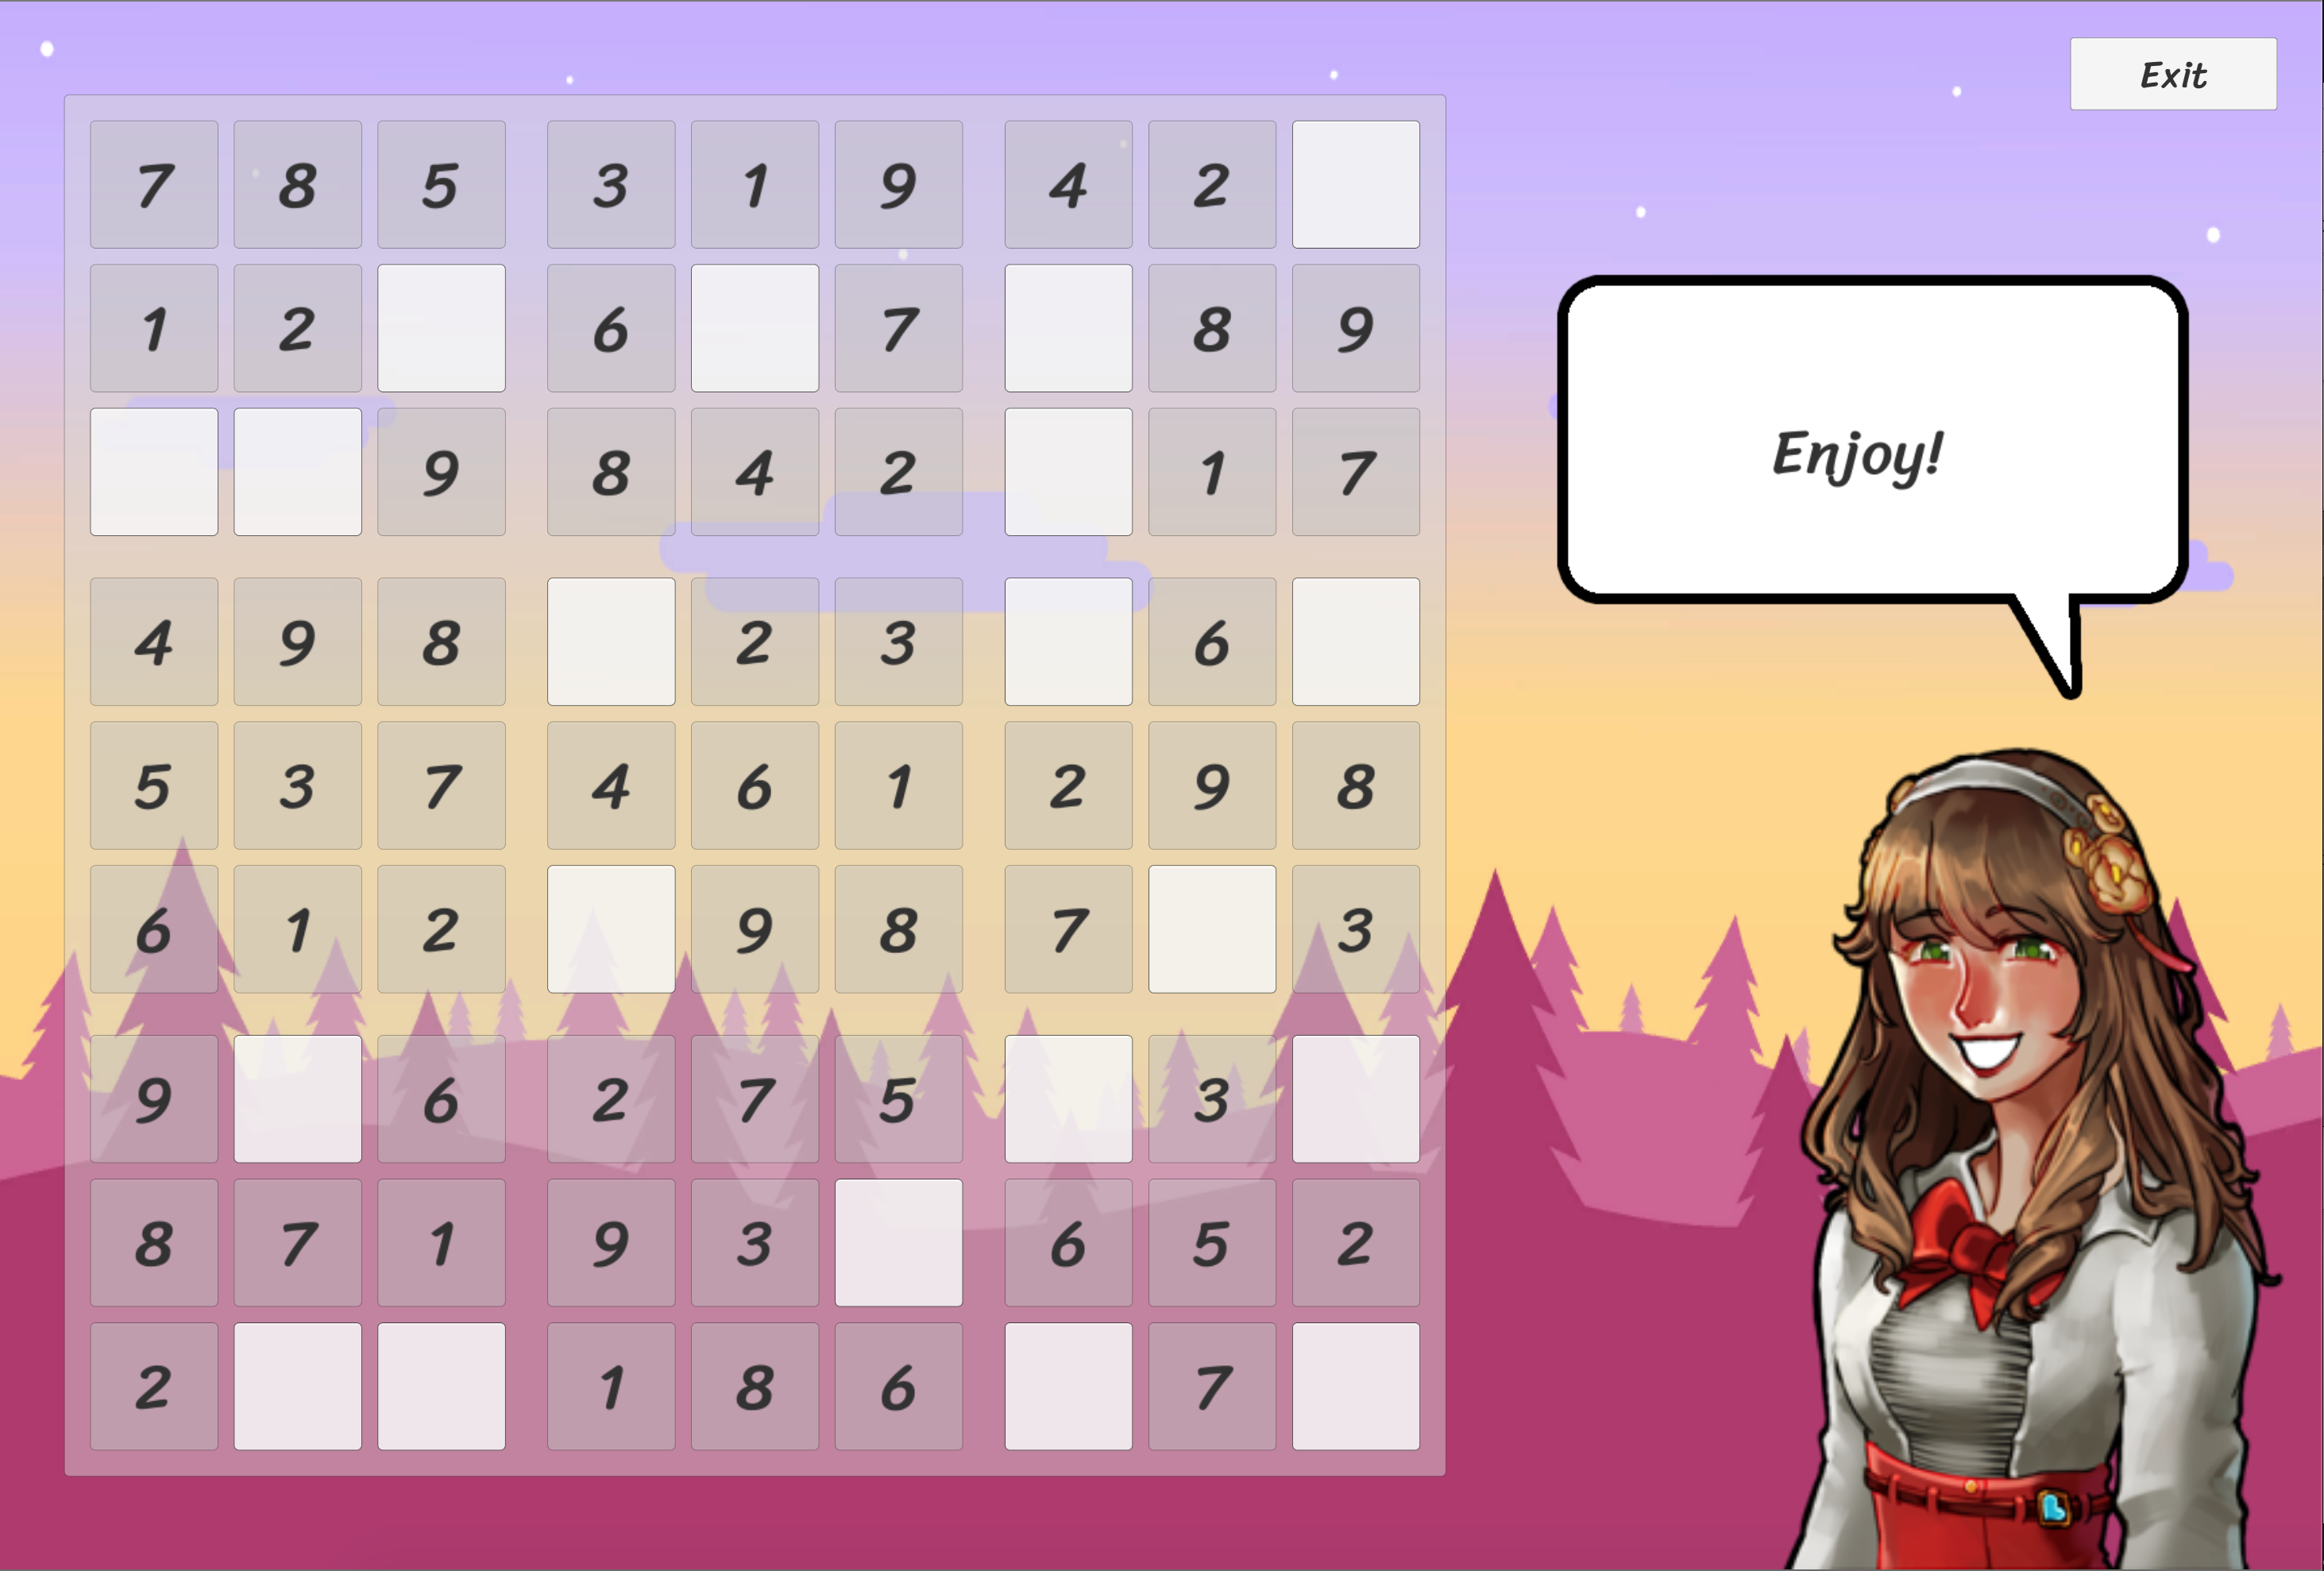 Exit
7 8 5 3 1 9 4 2
1 2 6 7 8 9
9 8 4 2 1 7
Enjoy!
4 9 8 2 3 6
5 3 7 4 6 1 2 9 8
6 1 2 9 8 7 3
9 6 2 7 5 3
8 7 1 9 3 6 5 2
2 1 8 6 7